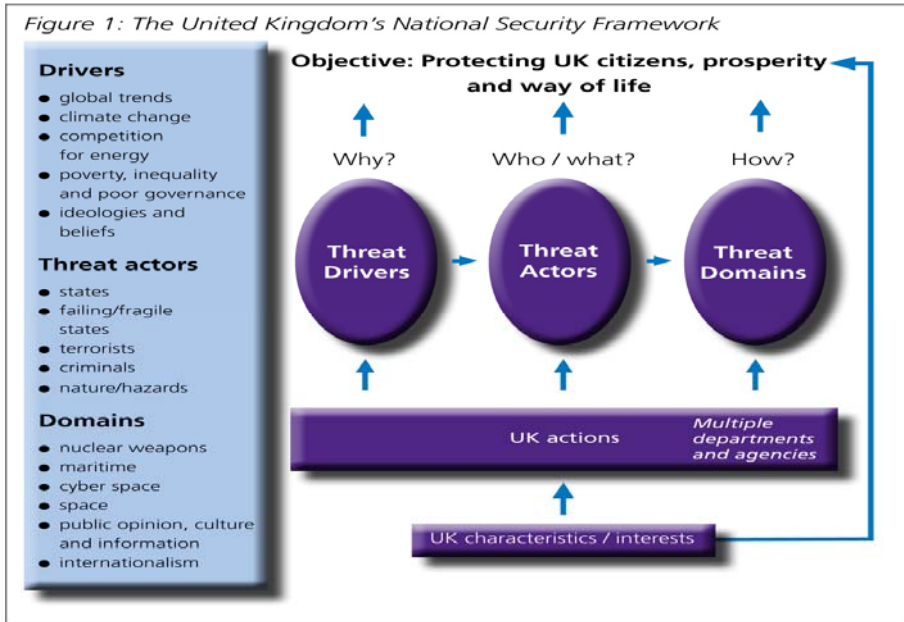 Figure 1: The United Kingdom's National Security Framework
Drivers
● global trends
● climate change
● competition
for energy
● poverty, inequality
and poor governance
● ideologies and
beliefs
Threat actors
● states
● failing/fragile
states
● terrorists
● criminals
● nature/hazards
Domains
● nuclear weapons
● maritime
● cyber space
● space
● public opinion, culture
and information
● internationalism
Objective: Protecting UK citizens, prosperity
and way of life
Why?
Who / what?
How?
Threat
Drivers
Threat
Actors
Threat
Domains
UK actions
Multiple
departments
and agencies
UK characteristics / interests